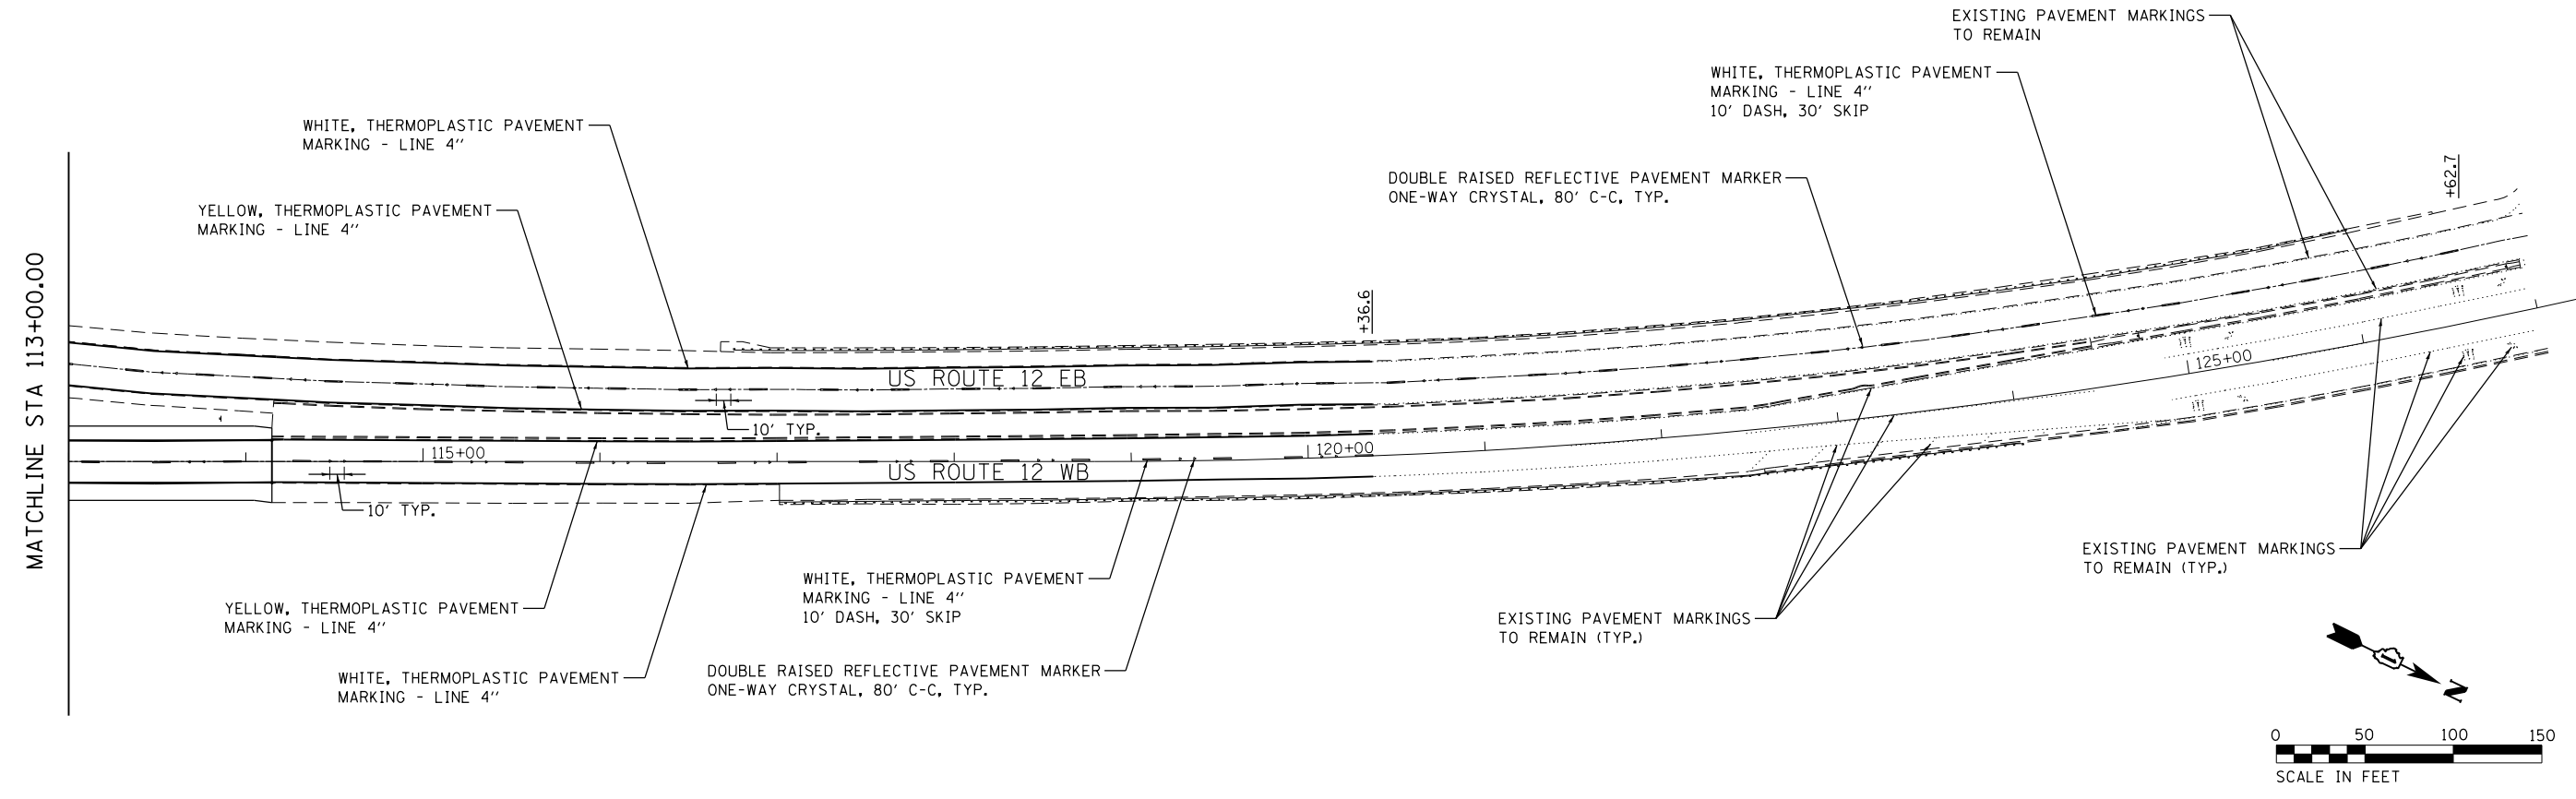 EXISTING PAVEMENT MARKINGS
TO REMAIN
WHITE, THERMOPLASTIC PAVEMENT
MARKING - LINE 4"
10' DASH, 30' SKIP
WHITE, THERMOPLASTIC PAVEMENT
MARKING - LINE 4"
DOUBLE RAISED REFLECTIVE PAVEMENT MARKER
ONE-WAY CRYSTAL, 80' C-C, TYP.
YELLOW, THERMOPLASTIC PAVEMENT
MARKING - LINE 4"
+62.7
+36.6
MATCHLINE STA 113+00.00
US ROUTE 12 EB
10' TYP.
125+00
115+00
120+00
US ROUTE 12 WB
10' TYP.
WHITE, THERMOPLASTIC PAVEMENT
MARKING - LINE 4"
10' DASH, 30' SKIP
YELLOW, THERMOPLASTIC PAVEMENT
MARKING - LINE 4"
EXISTING PAVEMENT MARKINGS
TO REMAIN (TYP.)
EXISTING PAVEMENT MARKINGS
TO REMAIN (TYP.)
WHITE, THERMOPLASTIC PAVEMENT
MARKING - LINE 4"
DOUBLE RAISED REFLECTIVE PAVEMENT MARKER
ONE-WAY CRYSTAL, 80' C-C, TYP.
N
0 50 100 150
SCALE IN FEET